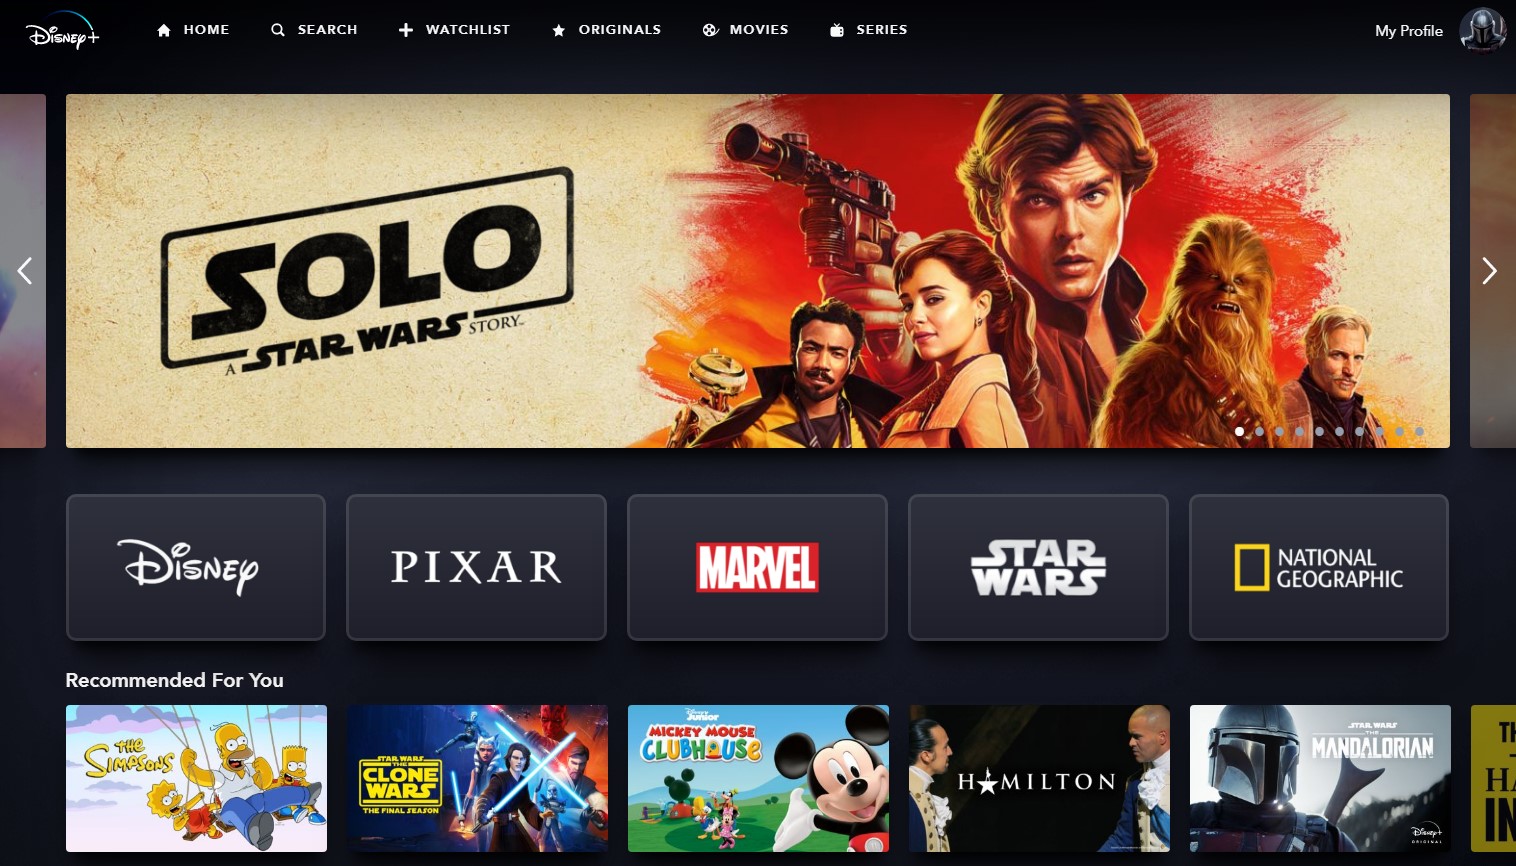 Disney+
HOME
SEARCH
WATCHLIST
ORIGINALS
MOVIES
SERIES
My Profile
SOLO
A STAR WARS STORY™
Disney
PIXAR
MARVEL
STAR WARS
NATIONAL GEOGRAPHIC
Recommended For You
THE SIMPSONS
STAR WARS
THE
CLONE
WARS
THE FINAL SEASON
Disney Junior
MICKEY MOUSE
CLUBHOUSE
HAMILTON
STAR WARS
THE
MANDALORIAN
Disney+
ORIGINAL